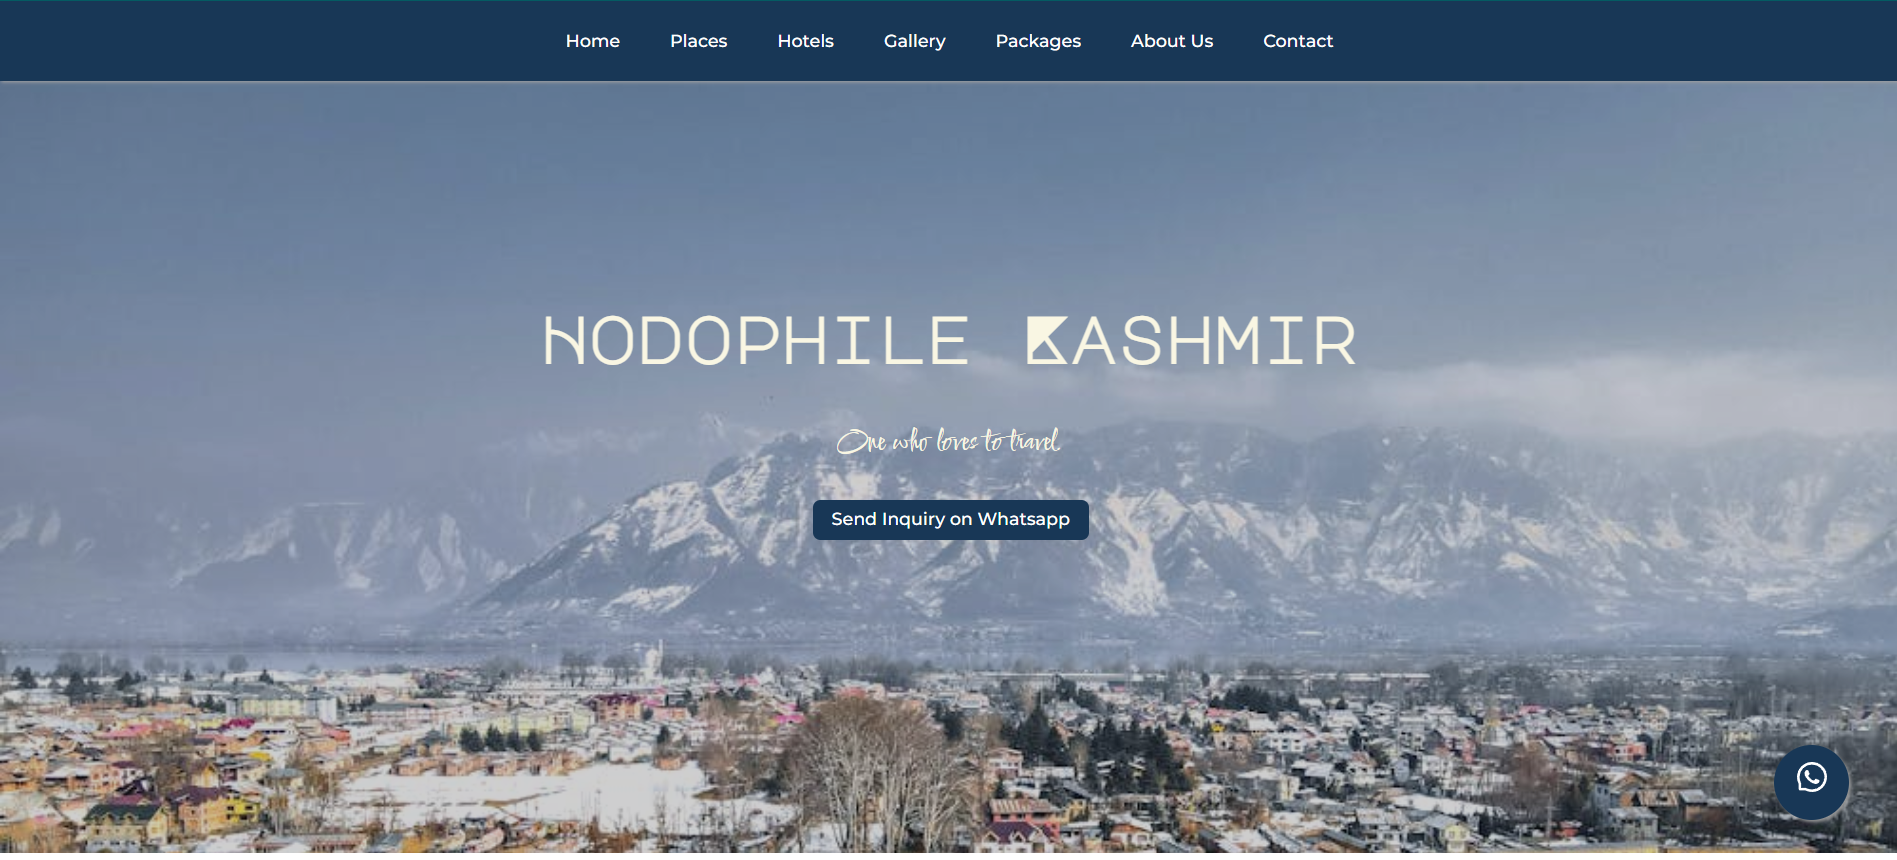 Home Places Hotels Gallery Packages About Us Contact
NODOPHILE KASHMIR
One who loves to travel.
Send Inquiry on Whatsapp